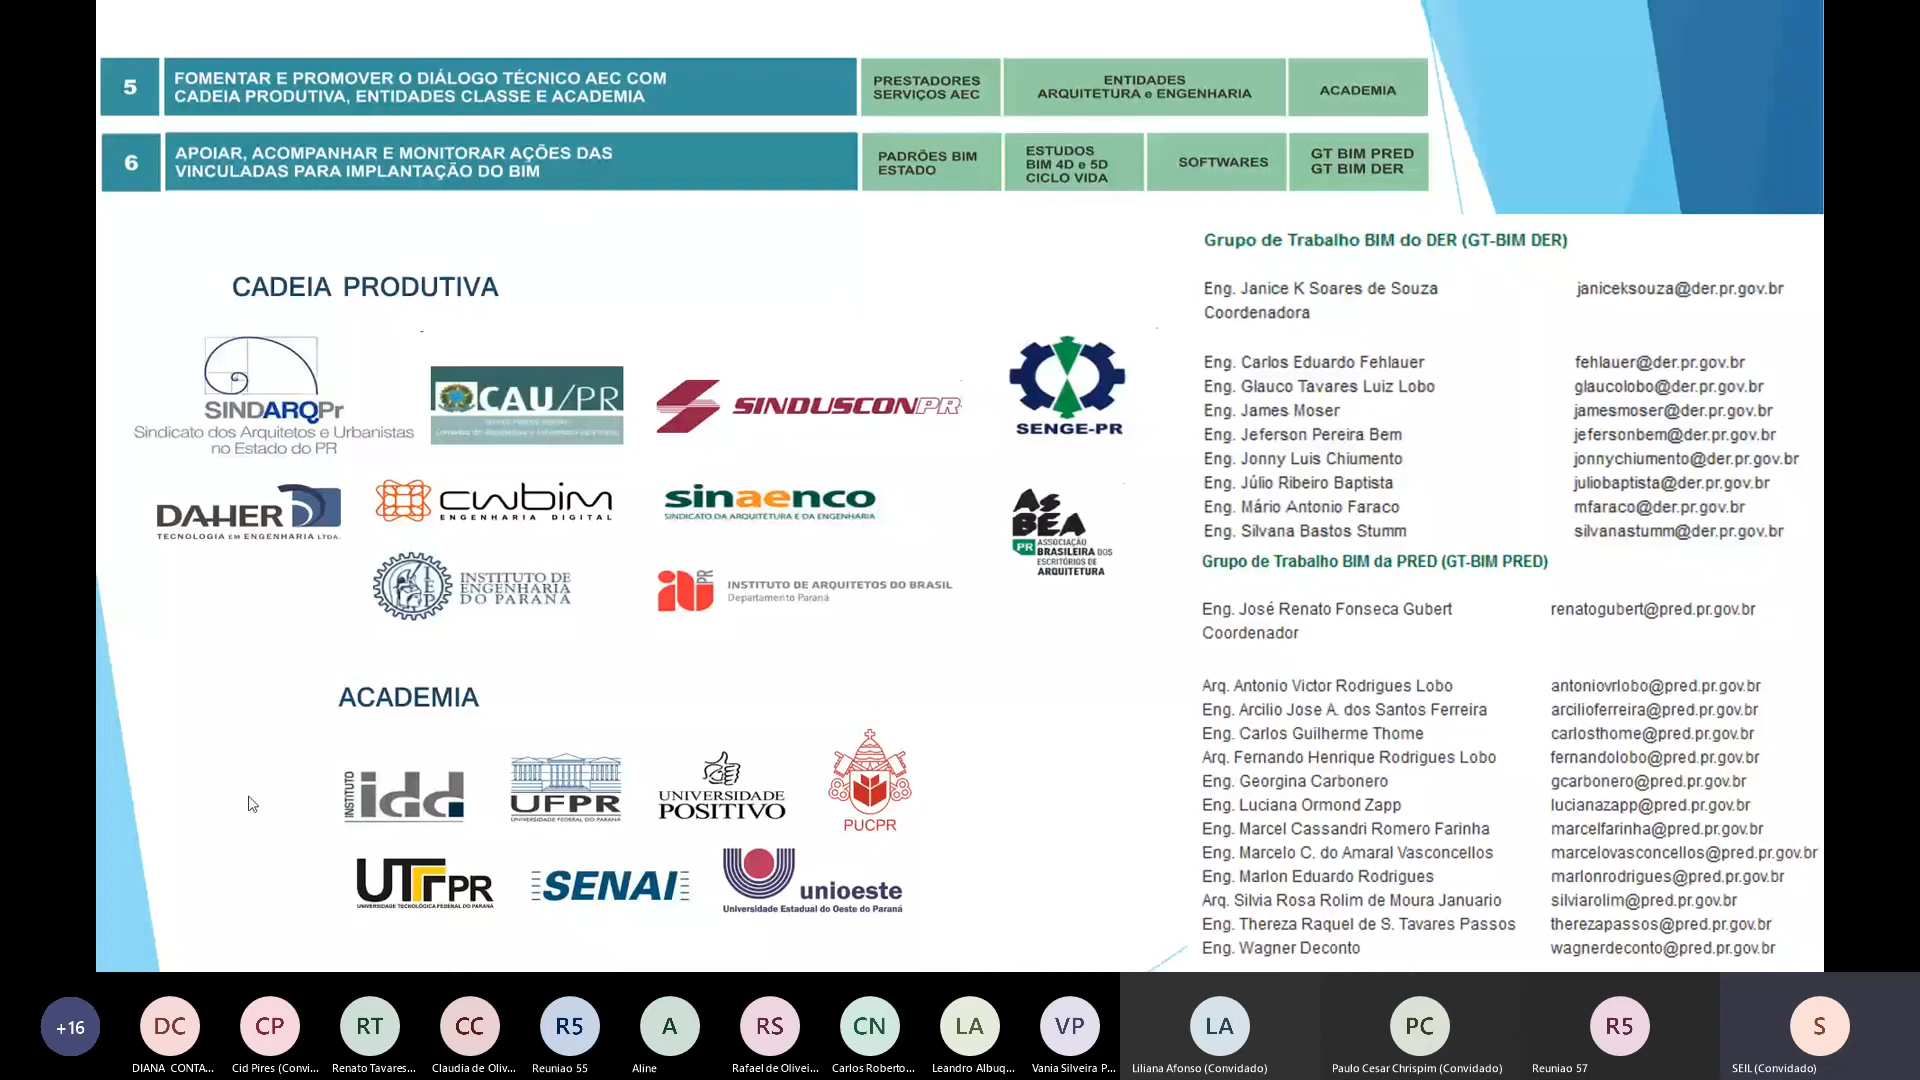 5
FOMENTAR E PROMOVER O DIÁLOGO TÉCNICO AEC COM
CADEIA PRODUTIVA, ENTIDADES CLASSE E ACADEMIA
PRESTADORES
SERVIÇOS AEC
ENTIDADES
ARQUITETURA e ENGENHARIA
ACADEMIA
6
APOIAR, ACOMPANHAR E MONITORAR AÇÕES DAS
VINCULADAS PARA IMPLANTAÇÃO DO BIM
PADRÕES BIM
ESTADO
ESTUDOS
BIM 4D e 5D
CICLO VIDA
SOFTWARES
GT BIM PRED
GT BIM DER
CADEIA PRODUTIVA
SINDARQPr
Sindicato dos Arquitetos e Urbanistas
no Estado do PR
CAU/PR
SINDUSCONPR
SENGE-PR
DAHER
TECNOLOGIA EM ENGENHARIA LTDA.
cwbim
ENGENHARIA DIGITAL
sinaenco
SINDICATO DA ARQUITETURA E DA ENGENHARIA
AsBEA
PR ASSOCIAÇÃO
BRASILEIRA DOS
ESCRITÓRIOS DE
ARQUITETURA
IEP
INSTITUTO DE
ENGENHARIA
DO PARANÁ
iab PR
INSTITUTO DE ARQUITETOS DO BRASIL
Departamento Paraná
ACADEMIA
INSTITUTO idd
UFPR
UNIVERSIDADE FEDERAL DO PARANÁ
UNIVERSIDADE
POSITIVO
PUCPR
UTFPR
UNIVERSIDADE TECNOLÓGICA FEDERAL DO PARANÁ
SENAI
unioeste
Universidade Estadual do Oeste do Paraná
Grupo de Trabalho BIM do DER (GT-BIM DER)
Eng. Janice K Soares de Souza janiceksouza@der.pr.gov.br
Coordenadora
Eng. Carlos Eduardo Fehlauer fehlauer@der.pr.gov.br
Eng. Glauco Tavares Luiz Lobo glaucolobo@der.pr.gov.br
Eng. James Moser jamesmoser@der.pr.gov.br
Eng. Jeferson Pereira Bem jefersonbem@der.pr.gov.br
Eng. Jonny Luis Chiumento jonnychiumento@der.pr.gov.br
Eng. Júlio Ribeiro Baptista juliobaptista@der.pr.gov.br
Eng. Mário Antonio Faraco mfaraco@der.pr.gov.br
Eng. Silvana Bastos Stumm silvanastumm@der.pr.gov.br
Grupo de Trabalho BIM da PRED (GT-BIM PRED)
Eng. José Renato Fonseca Gubert renatogubert@pred.pr.gov.br
Coordenador
Arq. Antonio Victor Rodrigues Lobo antoniovrlobo@pred.pr.gov.br
Eng. Arcilio Jose A. dos Santos Ferreira arcilioferreira@pred.pr.gov.br
Eng. Carlos Guilherme Thome carlosthome@pred.pr.gov.br
Arq. Fernando Henrique Rodrigues Lobo fernandolobo@pred.pr.gov.br
Eng. Georgina Carbonero gcarbonero@pred.pr.gov.br
Eng. Luciana Ormond Zapp lucianazapp@pred.pr.gov.br
Eng. Marcel Cassandri Romero Farinha marcelfarinha@pred.pr.gov.br
Eng. Marcelo C. do Amaral Vasconcellos marcelovasconcellos@pred.pr.gov.br
Eng. Marlon Eduardo Rodrigues marlonrodrigues@pred.pr.gov.br
Arq. Silvia Rosa Rolim de Moura Januario silviarolim@pred.pr.gov.br
Eng. Thereza Raquel de S. Tavares Passos therezapassos@pred.pr.gov.br
Eng. Wagner Deconto wagnerdeconto@pred.pr.gov.br
+16 DC CP RT CC R5 A RS CN LA VP LA PC R5 S
DIANA CONTA... Cid Pires (Convi... Renato Tavares... Claudia de Oliv... Reuniao 55 Aline Rafael de Olivei... Carlos Roberto... Leandro Albuq... Vania Silveira P... Liliana Afonso (Convidado) Paulo Cesar Chrispim (Convidado) Reuniao 57 SEIL (Convidado)